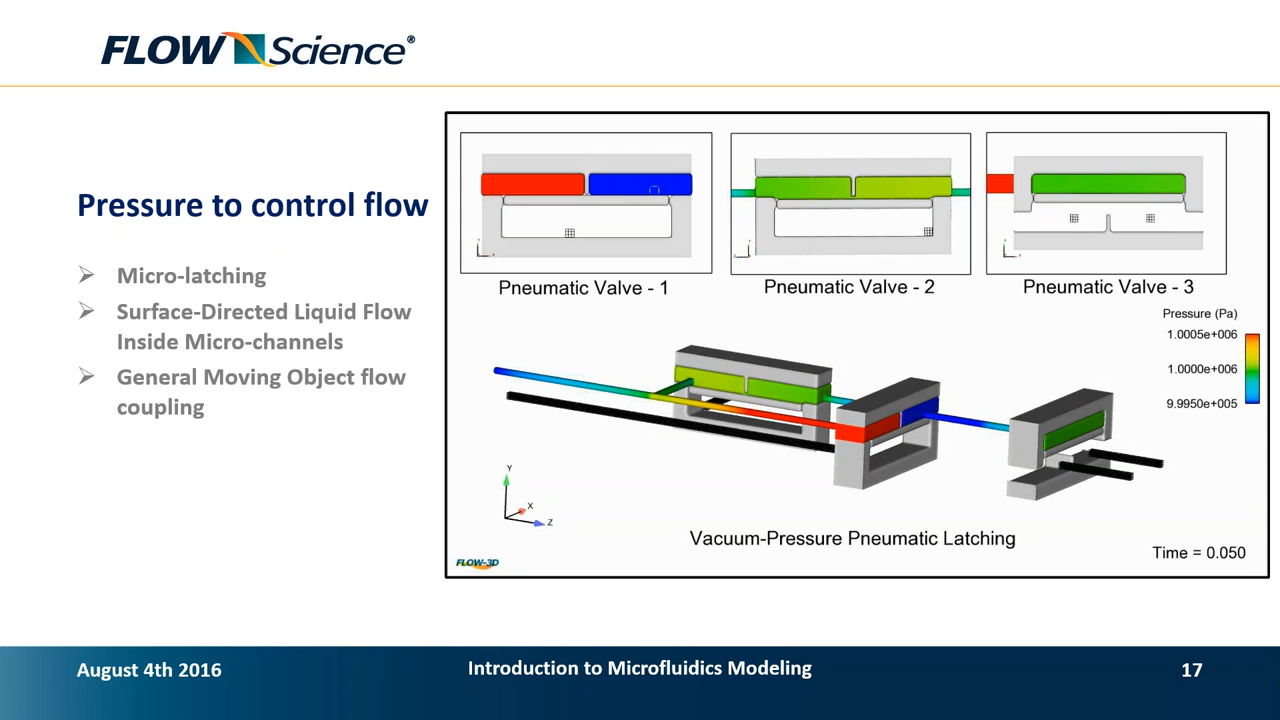 FLOW Science®
Pressure to control flow
Micro-latching
Surface-Directed Liquid Flow
Inside Micro-channels
General Moving Object flow
coupling
Pneumatic Valve - 1
Pneumatic Valve - 2
Pneumatic Valve - 3
Pressure (Pa)
1.0005e+006
1.0000e+006
9.9950e+005
Y
X
Z
Vacuum-Pressure Pneumatic Latching
Time = 0.050
FLOW-3D
August 4th 2016
Introduction to Microfluidics Modeling
17